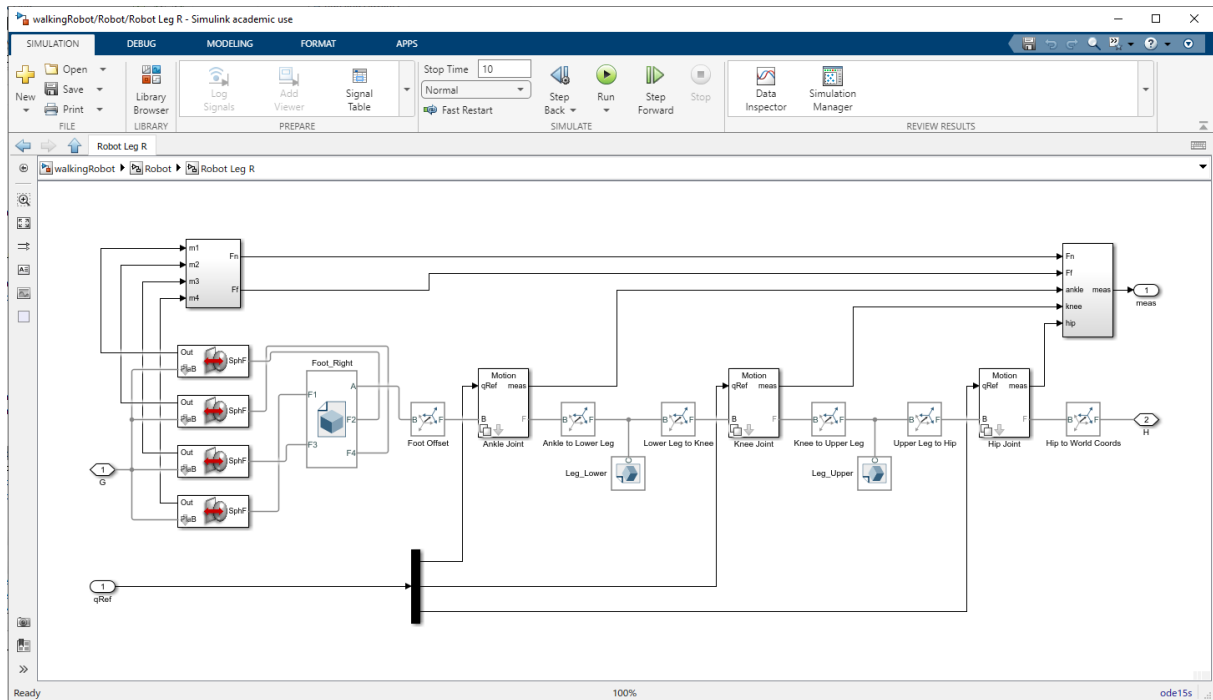 walkingRobot/Robot/Robot Leg R - Simulink academic use
SIMULATION DEBUG MODELING FORMAT APPS
New
Open
Save
Print
FILE
Library Browser
LIBRARY
Log Signals
Add Viewer
Signal Table
PREPARE
Stop Time 10
Normal
Fast Restart
Step Back
Run
Step Forward
Stop
SIMULATE
Data Inspector
Simulation Manager
REVIEW RESULTS
Robot Leg R
walkingRobot Robot Robot Leg R
m1
m2
m3
m4
Fn
Ff
Fn
Ff
ankle
knee
hip
meas
1
meas
Out
SphF
Out
SphF
Out
SphF
Out
SphF
Foot_Right
F1
F3
A
F2
F4
B F
Foot Offset
Motion
qRef meas
B F
Ankle Joint
B F
Ankle to Lower Leg
Leg_Lower
B F
Lower Leg to Knee
Motion
qRef meas
B F
Knee Joint
B F
Knee to Upper Leg
Leg_Upper
B F
Upper Leg to Hip
Motion
qRef meas
B F
Hip Joint
B F
Hip to World Coords
2
H
1
G
1
qRef
Ready 100% ode15s